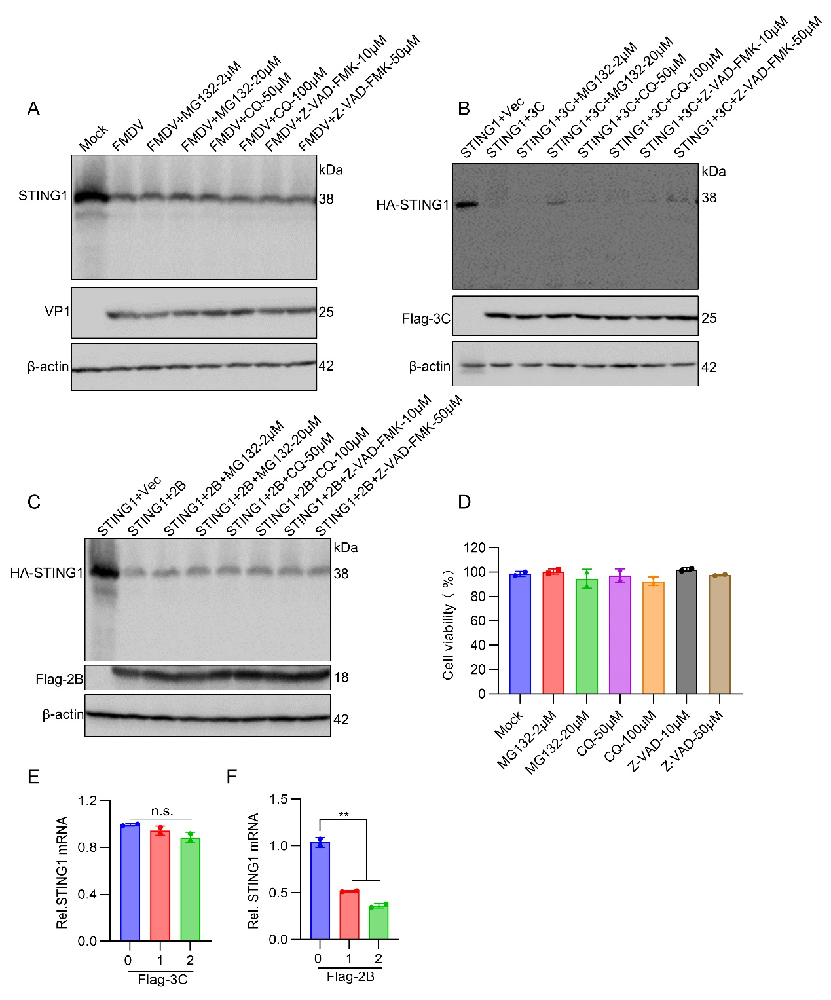 A
Mock
FMDV
FMDV+MG132-2μM
FMDV+MG132-20μM
FMDV+CQ-50μM
FMDV+CQ-100μM
FMDV+Z-VAD-FMK-10μM
FMDV+Z-VAD-FMK-50μM
kDa
STING1
38
VP1
25
β-actin
42
B
STING1+Vec
STING1+3C
STING1+3C+MG132-2μM
STING1+3C+MG132-20μM
STING1+3C+CQ-50μM
STING1+3C+CQ-100μM
STING1+3C+Z-VAD-FMK-10μM
STING1+3C+Z-VAD-FMK-50μM
kDa
HA-STING1
38
Flag-3C
25
β-actin
42
C
STING1+Vec
STING1+2B
STING1+2B+MG132-2μM
STING1+2B+MG132-20μM
STING1+2B+CQ-50μM
STING1+2B+CQ-100μM
STING1+2B+Z-VAD-FMK-10μM
STING1+2B+Z-VAD-FMK-50μM
kDa
HA-STING1
38
Flag-2B
18
β-actin
42
D
Cell viability（ %）
120
100
80
60
40
20
0
Mock
MG132-2μM
MG132-20μM
CQ-50μM
CQ-100μM
Z-VAD-10μM
Z-VAD-50μM
E
Rel.STING1 mRNA
1.2
0.8
0.4
0.0
n.s.
0 1 2
Flag-3C
F
Rel. STING1 mRNA
1.5
1.0
0.5
0.0
**
0 1 2
Flag-2B